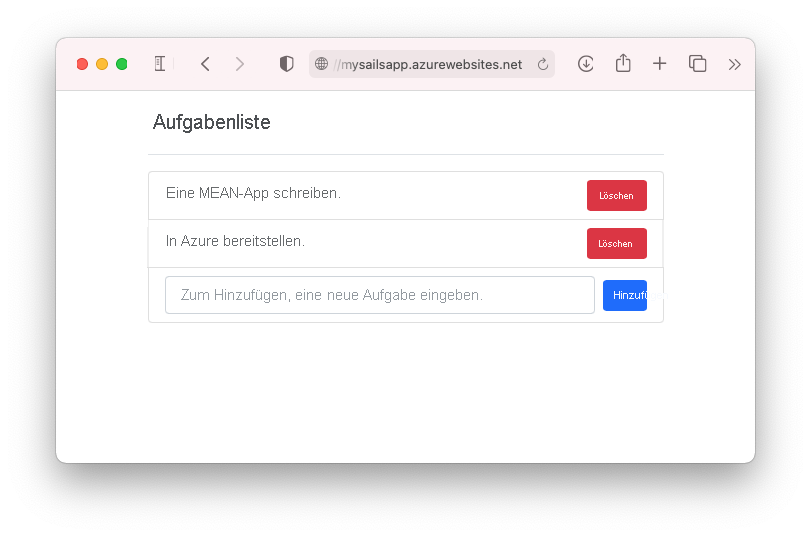 //mysailsapp.azurewebsites.net
Aufgabenliste
Eine MEAN-App schreiben.
Löschen
In Azure bereitstellen.
Löschen
Zum Hinzufügen, eine neue Aufgabe eingeben.
Hinzufü